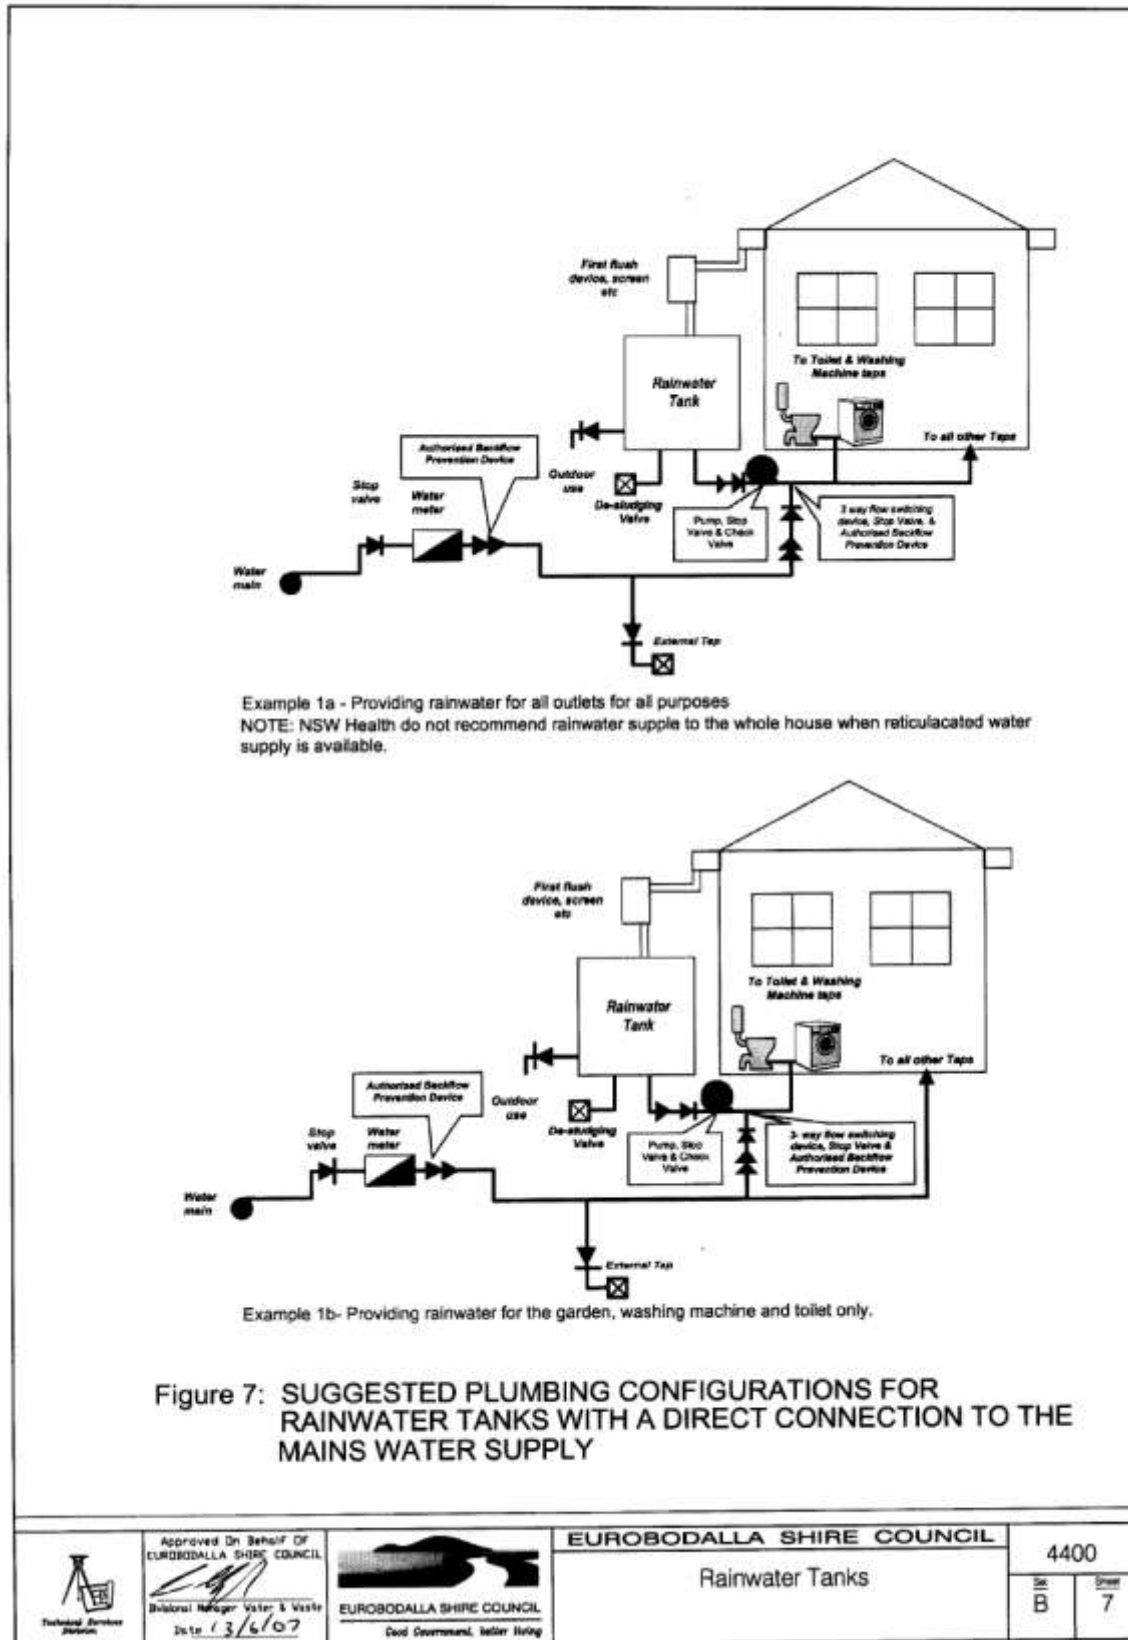 First flush
device, screen
etc
Rainwater
Tank
To Toilet & Washing
Machine taps
To all other Taps
Authorised Backflow
Prevention Device
Stop
valve
Water
meter
Outdoor
use
De-sludging
Valve
Pump, Stop
Valve & Check
Valve
3 way flow switching
device, Stop Valve, &
Authorised Backflow
Prevention Device
Water
main
External Tap
Example 1a - Providing rainwater for all outlets for all purposes
NOTE: NSW Health do not recommend rainwater supple to the whole house when reticulacated water
supply is available.
First flush
device, screen
etc
Rainwater
Tank
To Toilet & Washing
Machine taps
To all other Taps
Authorised Backflow
Prevention Device
Stop
valve
Water
meter
Outdoor
use
De-sludging
Valve
Pump, Stop
Valve & Check
Valve
3- way flow switching
device, Stop Valve &
Authorised Backflow
Prevention Device
Water
main
External Tap
Example 1b- Providing rainwater for the garden, washing machine and toilet only.
Figure 7: SUGGESTED PLUMBING CONFIGURATIONS FOR
RAINWATER TANKS WITH A DIRECT CONNECTION TO THE
MAINS WATER SUPPLY
Technical Services
Division
Approved On Behalf Of
EUROBODALLA SHIRE COUNCIL
Divisional Manager Water & Waste
Date 13/6/07
EUROBODALLA SHIRE COUNCIL
Good Government, better living
EUROBODALLA SHIRE COUNCIL
Rainwater Tanks
4400
Set
B
Sheet
7